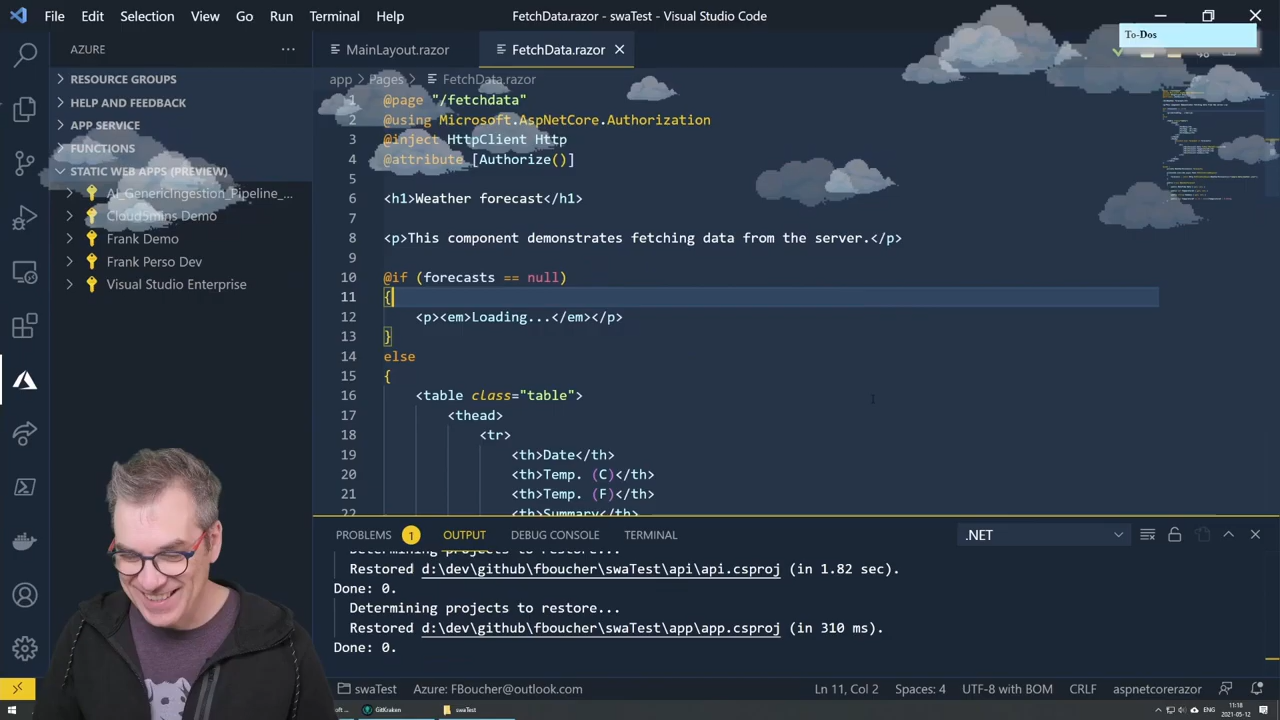 File Edit Selection View Go Run Terminal Help
FetchData.razor - swaTest - Visual Studio Code
To-Dos
AZURE
MainLayout.razor
FetchData.razor
RESOURCE GROUPS
HELP AND FEEDBACK
APP SERVICE
FUNCTIONS
STATIC WEB APPS (PREVIEW)
AI_GenericIngestion_Pipeline_...
Cloud5mins Demo
Frank Demo
Frank Perso Dev
Visual Studio Enterprise
app > Pages > FetchData.razor
1 @page "/fetchdata"
2 @using Microsoft.AspNetCore.Authorization
3 @inject HttpClient Http
4 @attribute [Authorize()]
5
6 <h1>Weather forecast</h1>
7
8 <p>This component demonstrates fetching data from the server.</p>
9
10 @if (forecasts == null)
11 {
12 <p><em>Loading...</em></p>
13 }
14 else
15 {
16 <table class="table">
17 <thead>
18 <tr>
19 <th>Date</th>
20 <th>Temp. (C)</th>
21 <th>Temp. (F)</th>
22 <th>Summary</th>
PROBLEMS 1 OUTPUT DEBUG CONSOLE TERMINAL
.NET
Determining projects to restore...
Restored d:\dev\github\fboucher\swaTest\api\api.csproj (in 1.82 sec).
Done: 0.
Determining projects to restore...
Restored d:\dev\github\fboucher\swaTest\app\app.csproj (in 310 ms).
Done: 0.
swaTest
Azure: FBoucher@outlook.com
Ln 11, Col 2
Spaces: 4
UTF-8 with BOM
CRLF
aspnetcorerazor
GitKraken
swaTest
ENG
11:18
2021-05-12